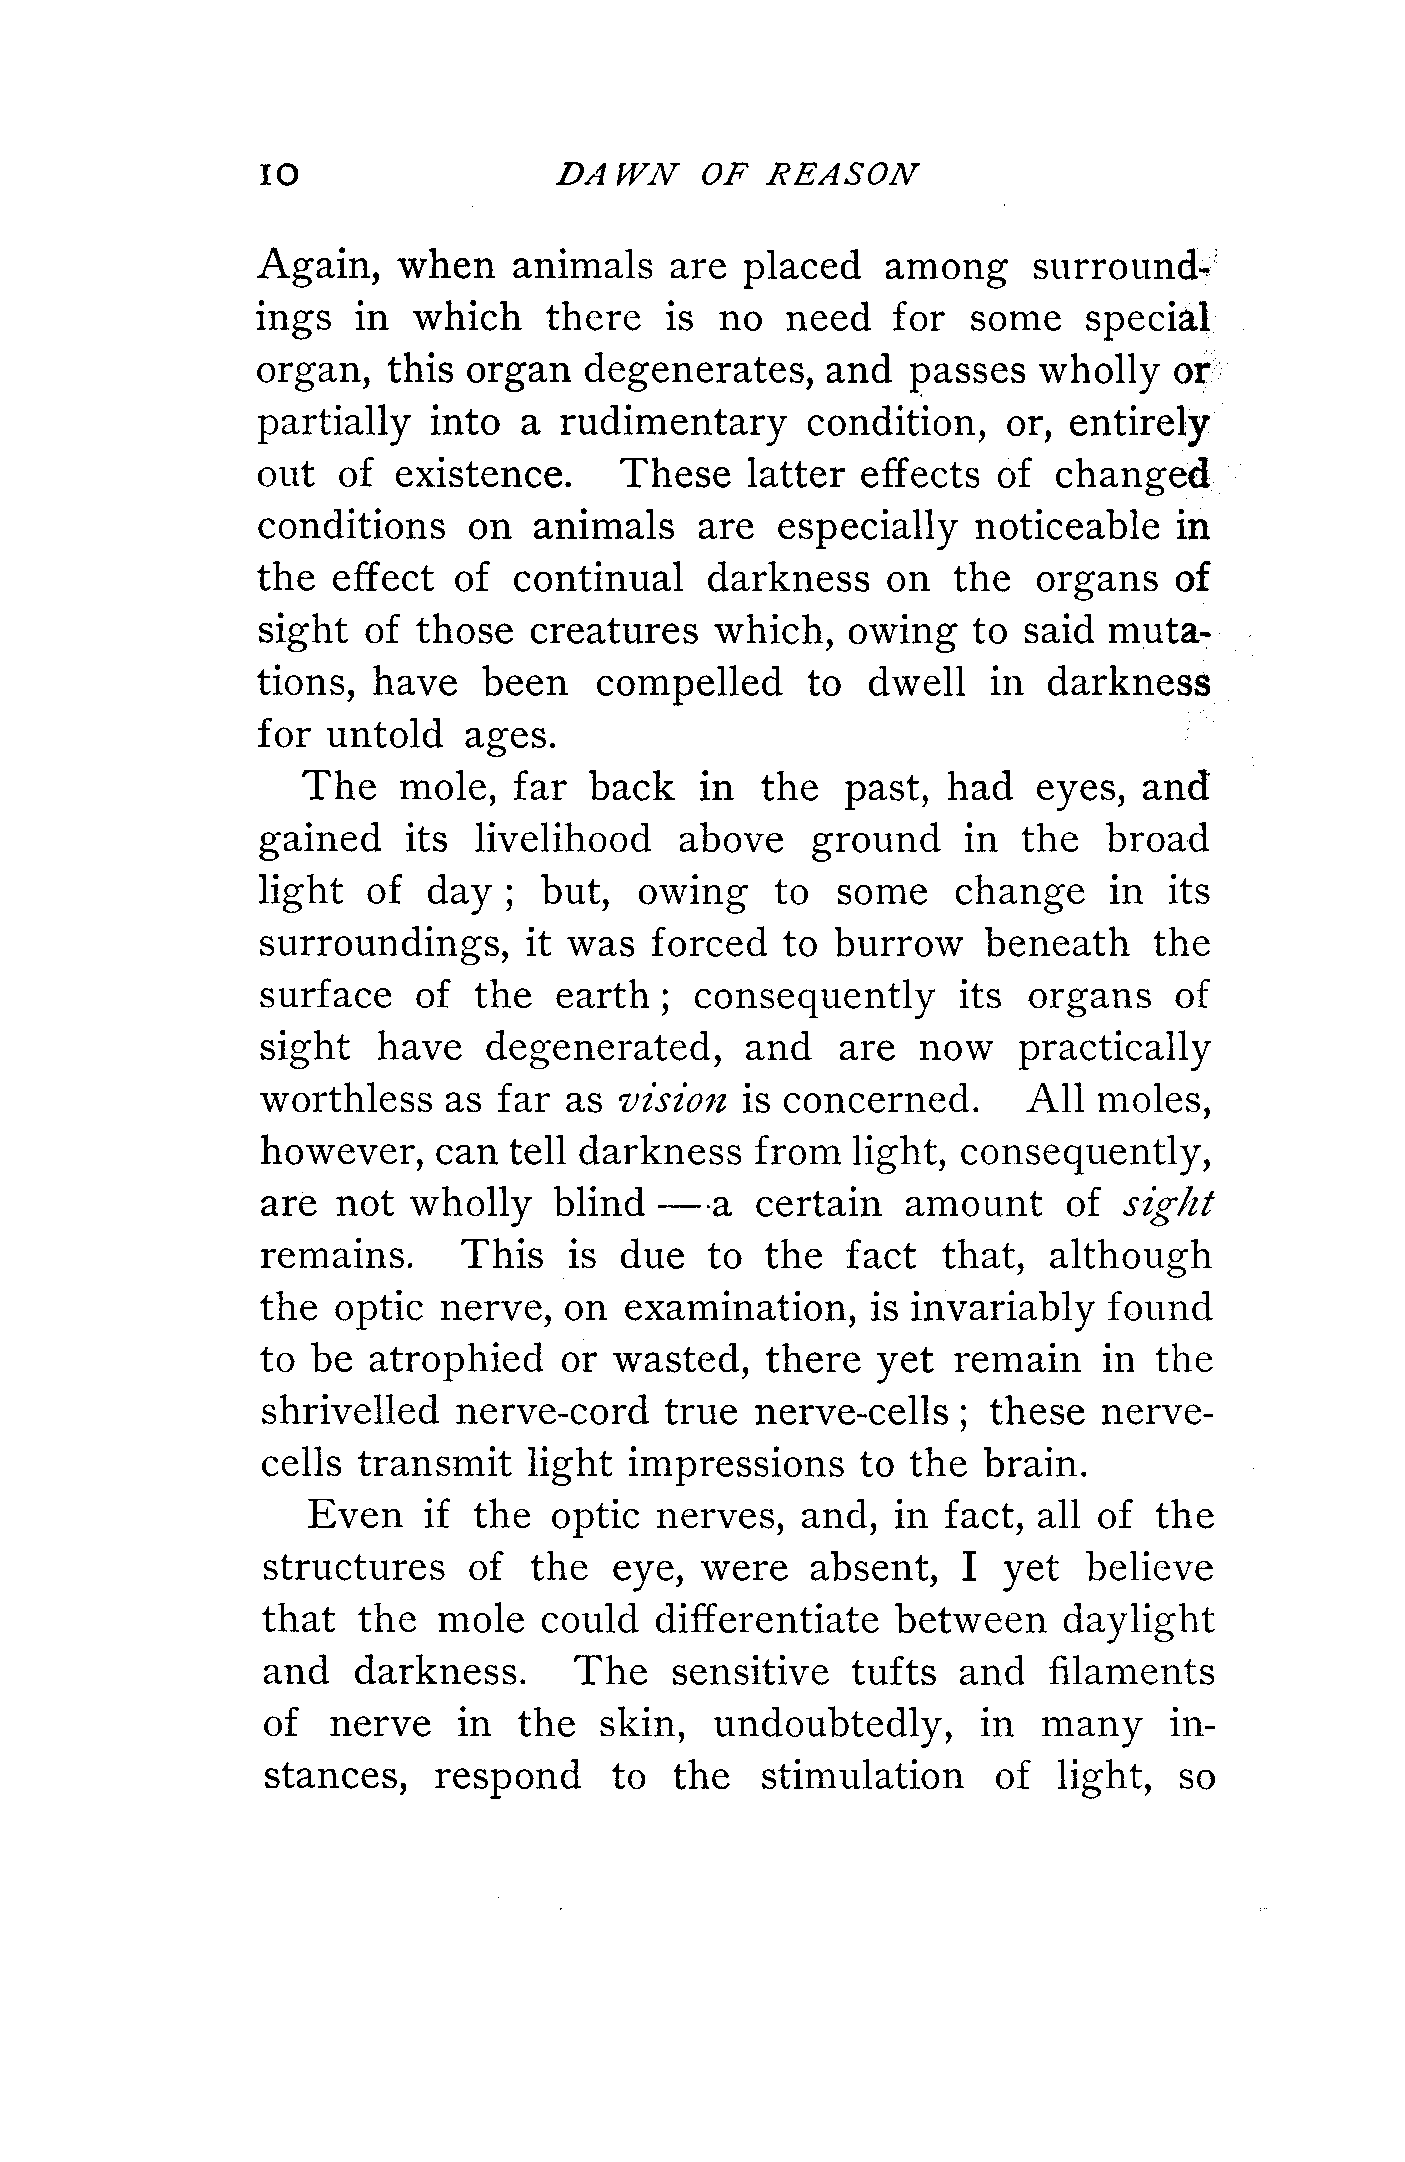 10 DAWN OF REASON
Again, when animals are placed among surround-
ings in which there is no need for some special
organ, this organ degenerates, and passes wholly or
partially into a rudimentary condition, or, entirely
out of existence. These latter effects of changed
conditions on animals are especially noticeable in
the effect of continual darkness on the organs of
sight of those creatures which, owing to said muta-
tions, have been compelled to dwell in darkness
for untold ages.
The mole, far back in the past, had eyes, and
gained its livelihood above ground in the broad
light of day ; but, owing to some change in its
surroundings, it was forced to burrow beneath the
surface of the earth ; consequently its organs of
sight have degenerated, and are now practically
worthless as far as vision is concerned. All moles,
however, can tell darkness from light, consequently,
are not wholly blind — a certain amount of sight
remains. This is due to the fact that, although
the optic nerve, on examination, is invariably found
to be atrophied or wasted, there yet remain in the
shrivelled nerve-cord true nerve-cells ; these nerve-
cells transmit light impressions to the brain.
Even if the optic nerves, and, in fact, all of the
structures of the eye, were absent, I yet believe
that the mole could differentiate between daylight
and darkness. The sensitive tufts and filaments
of nerve in the skin, undoubtedly, in many in-
stances, respond to the stimulation of light, so